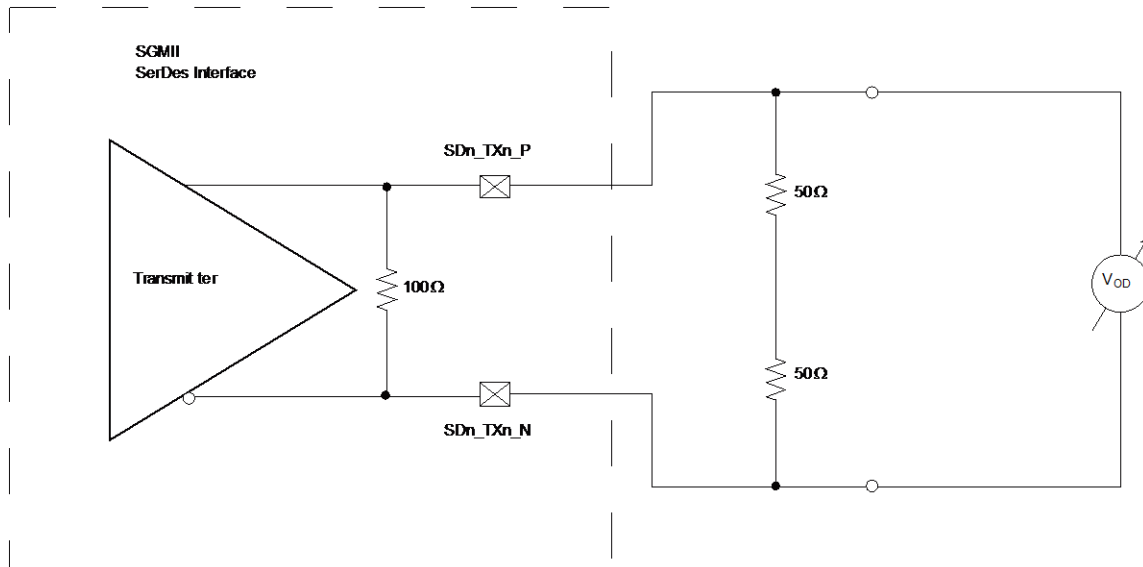 SGMII
SerDes Interface
SDn_TXn_P
50Ω
Transmit ter
100Ω
VOD
50Ω
SDn_TXn_N